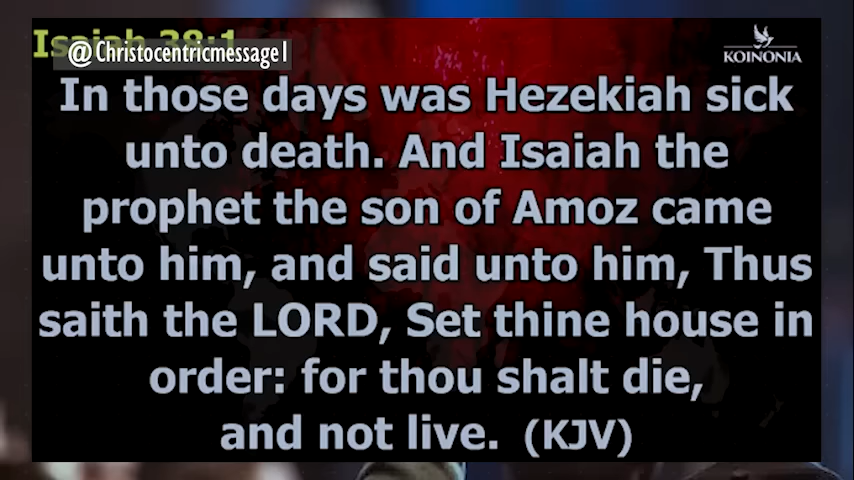 Isaiah 38:1
@Christocentricmessage1
KOINONIA
In those days was Hezekiah sick
unto death. And Isaiah the
prophet the son of Amoz came
unto him, and said unto him, Thus
saith the LORD, Set thine house in
order: for thou shalt die,
and not live. (KJV)